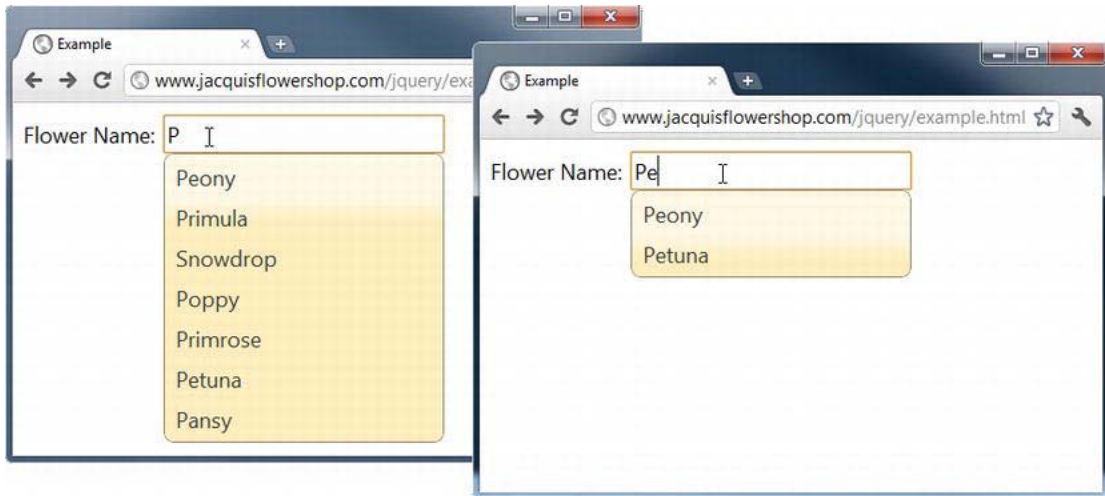 Example
www.jacquisflowershop.com/jquery/exa
Flower Name: P
Peony
Primula
Snowdrop
Poppy
Primrose
Petuna
Pansy
Example
www.jacquisflowershop.com/jquery/example.html
Flower Name: Pe
Peony
Petuna